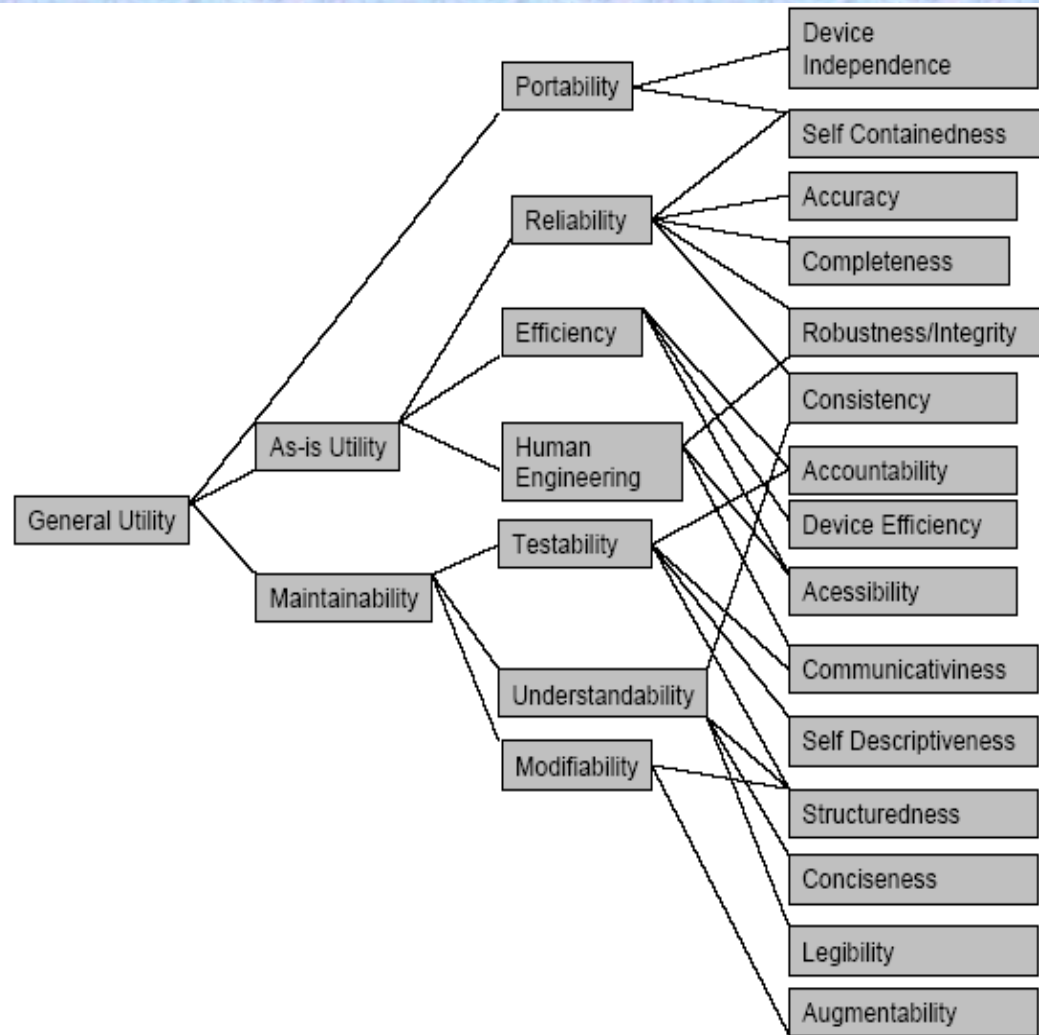 General Utility
As-is Utility
Maintainability
Portability
Reliability
Efficiency
Human
Engineering
Testability
Understandability
Modifiability
Device
Independence
Self Containedness
Accuracy
Completeness
Robustness/Integrity
Consistency
Accountability
Device Efficiency
Acessibility
Communicativiness
Self Descriptiveness
Structuredness
Conciseness
Legibility
Augmentability